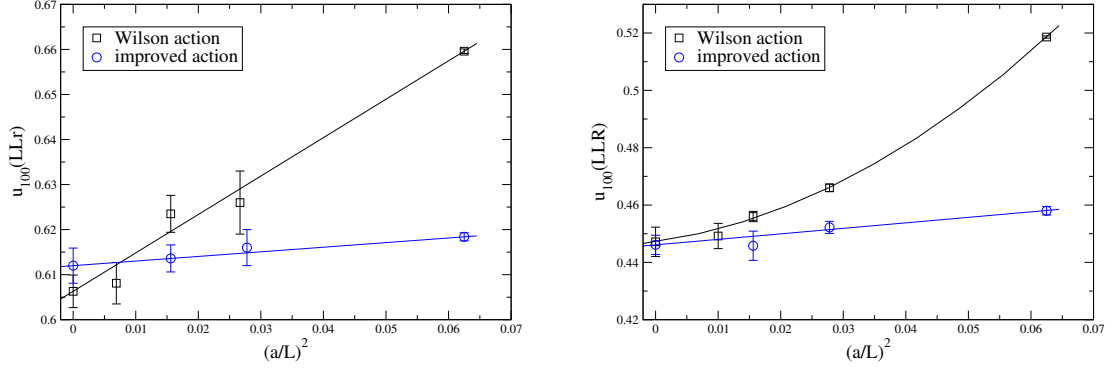 0.67
0.66
0.65
0.64
0.63
0.62
0.61
0.6
u_100(LLr)
Wilson action
improved action
0 0.01 0.02 0.03 0.04 0.05 0.06 0.07
(a/L)^2
0.52
0.5
0.48
0.46
0.44
0.42
u_100(LLR)
Wilson action
improved action
0 0.01 0.02 0.03 0.04 0.05 0.06 0.07
(a/L)^2